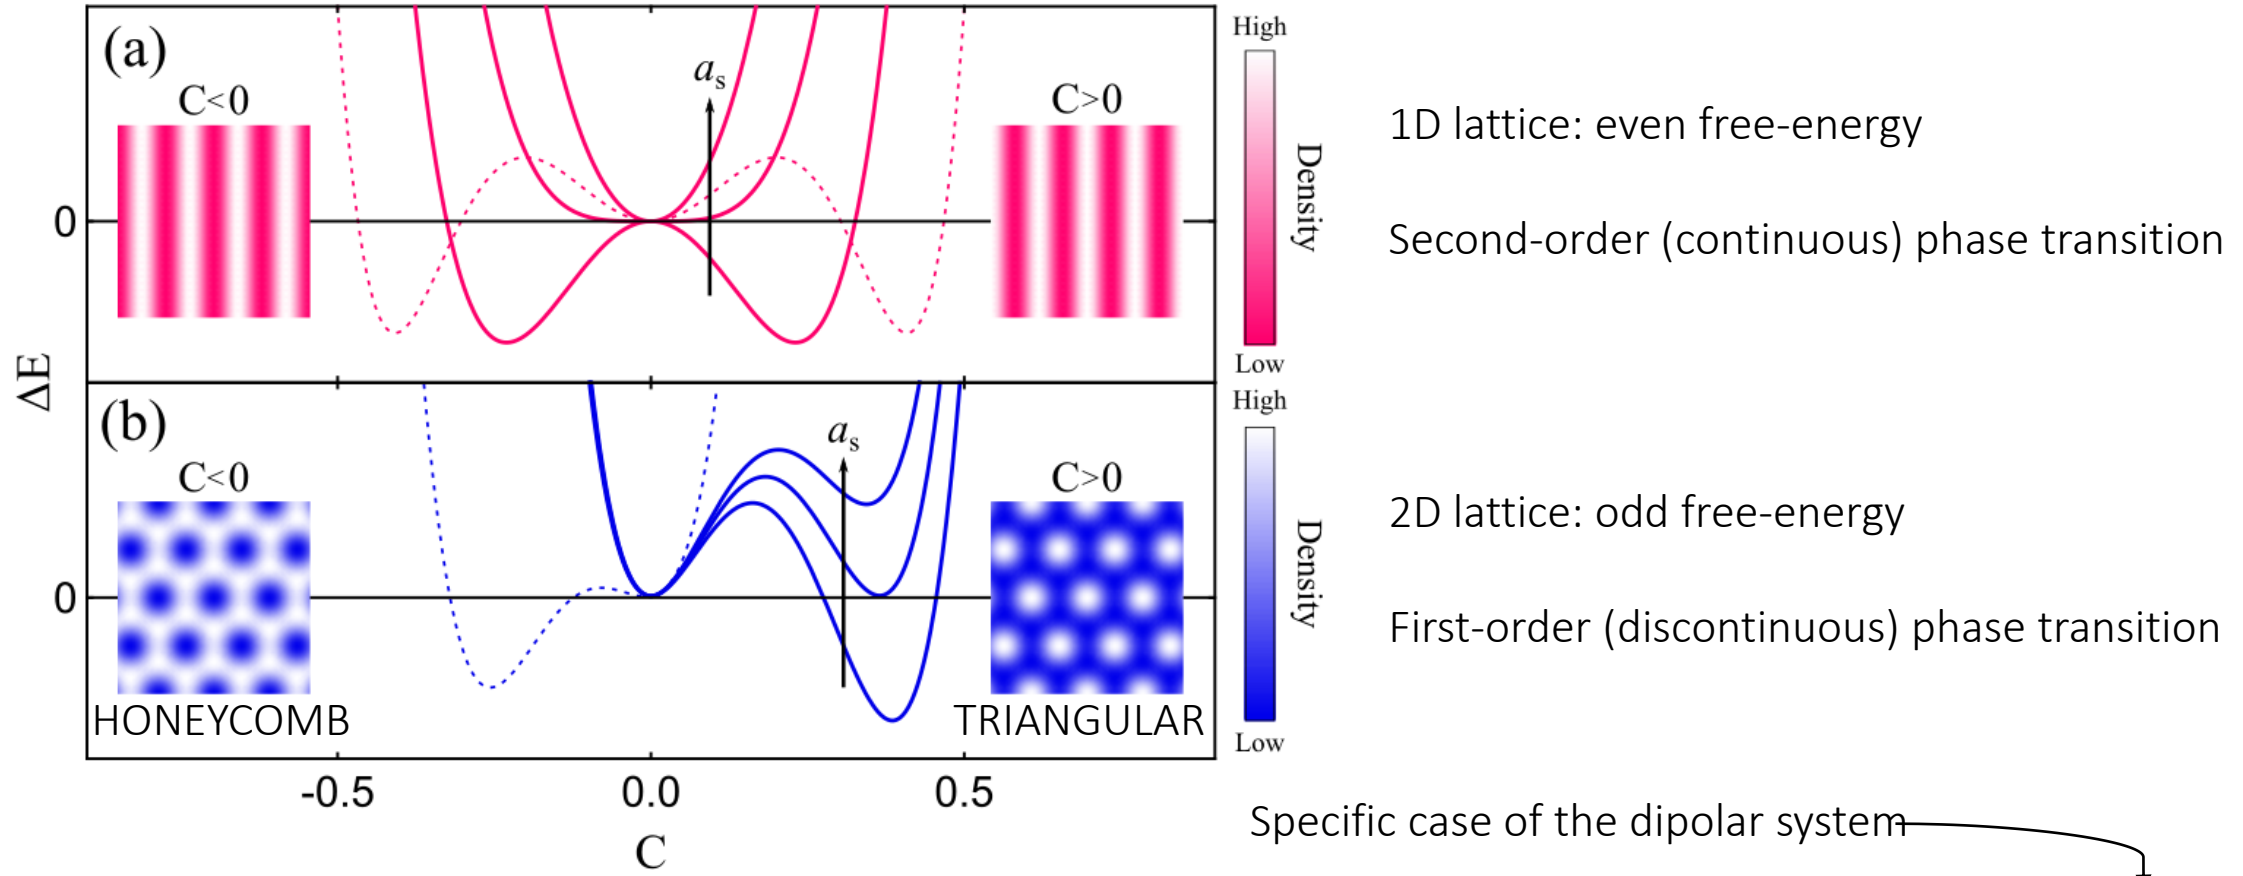 (a)
C<0
a_s
C>0
High
Density
Low
0
1D lattice: even free-energy
Second-order (continuous) phase transition
ΔE
(b)
C<0
a_s
C>0
High
Density
Low
0
HONEYCOMB
TRIANGULAR
2D lattice: odd free-energy
First-order (discontinuous) phase transition
-0.5 0.0 0.5
C
Specific case of the dipolar system